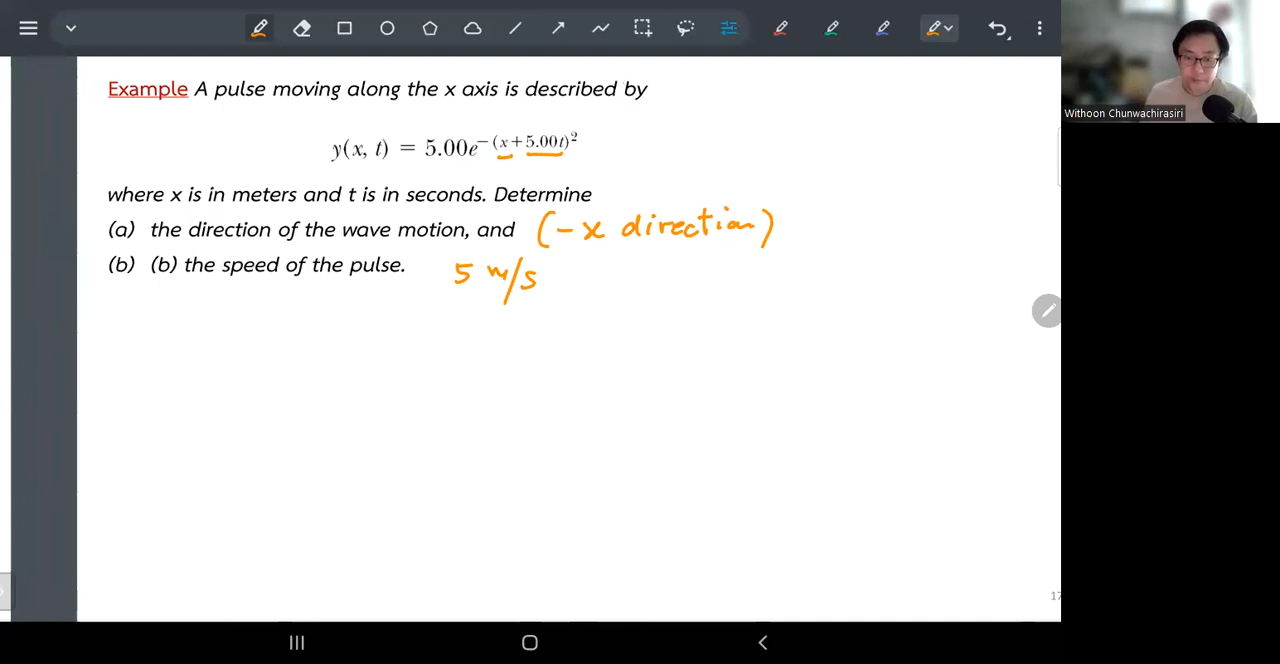 Example A pulse moving along the x axis is described by
y(x, t) = 5.00e^-(x+5.00t)^2
where x is in meters and t is in seconds. Determine
(a) the direction of the wave motion, and (-x direction)
(b) (b) the speed of the pulse. 5 m/s
Withoon Chunwachirasiri
17